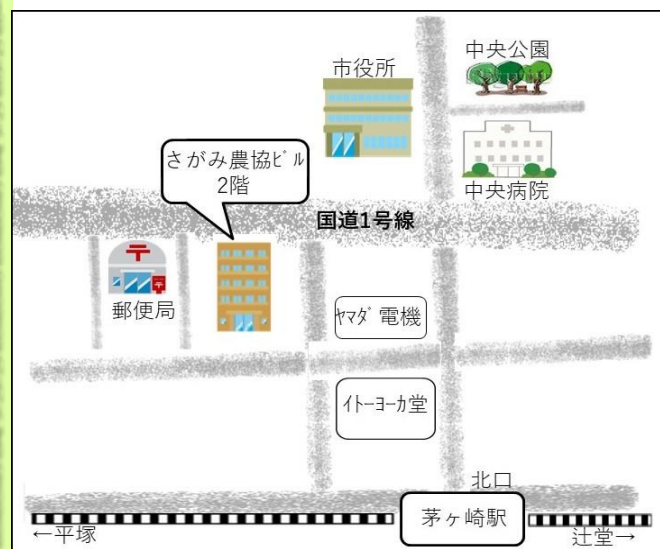 中央公園
市役所
さがみ農協ﾋﾞﾙ
2階
中央病院
国道1号線
〒
〒
郵便局
ﾔﾏﾀﾞ電機
ｲﾄｰﾖｰｶ堂
北口
茅ヶ崎駅
←平塚
辻堂→